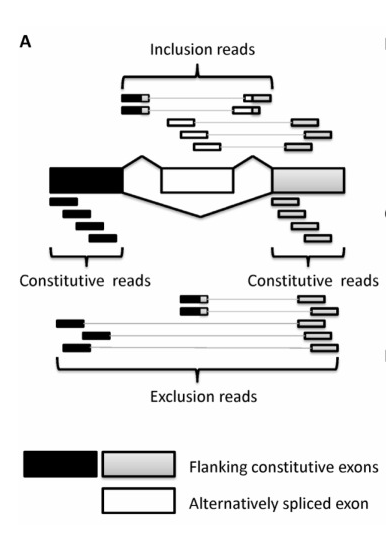 A
Inclusion reads
Constitutive reads
Constitutive reads
Exclusion reads
Flanking constitutive exons
Alternatively spliced exon